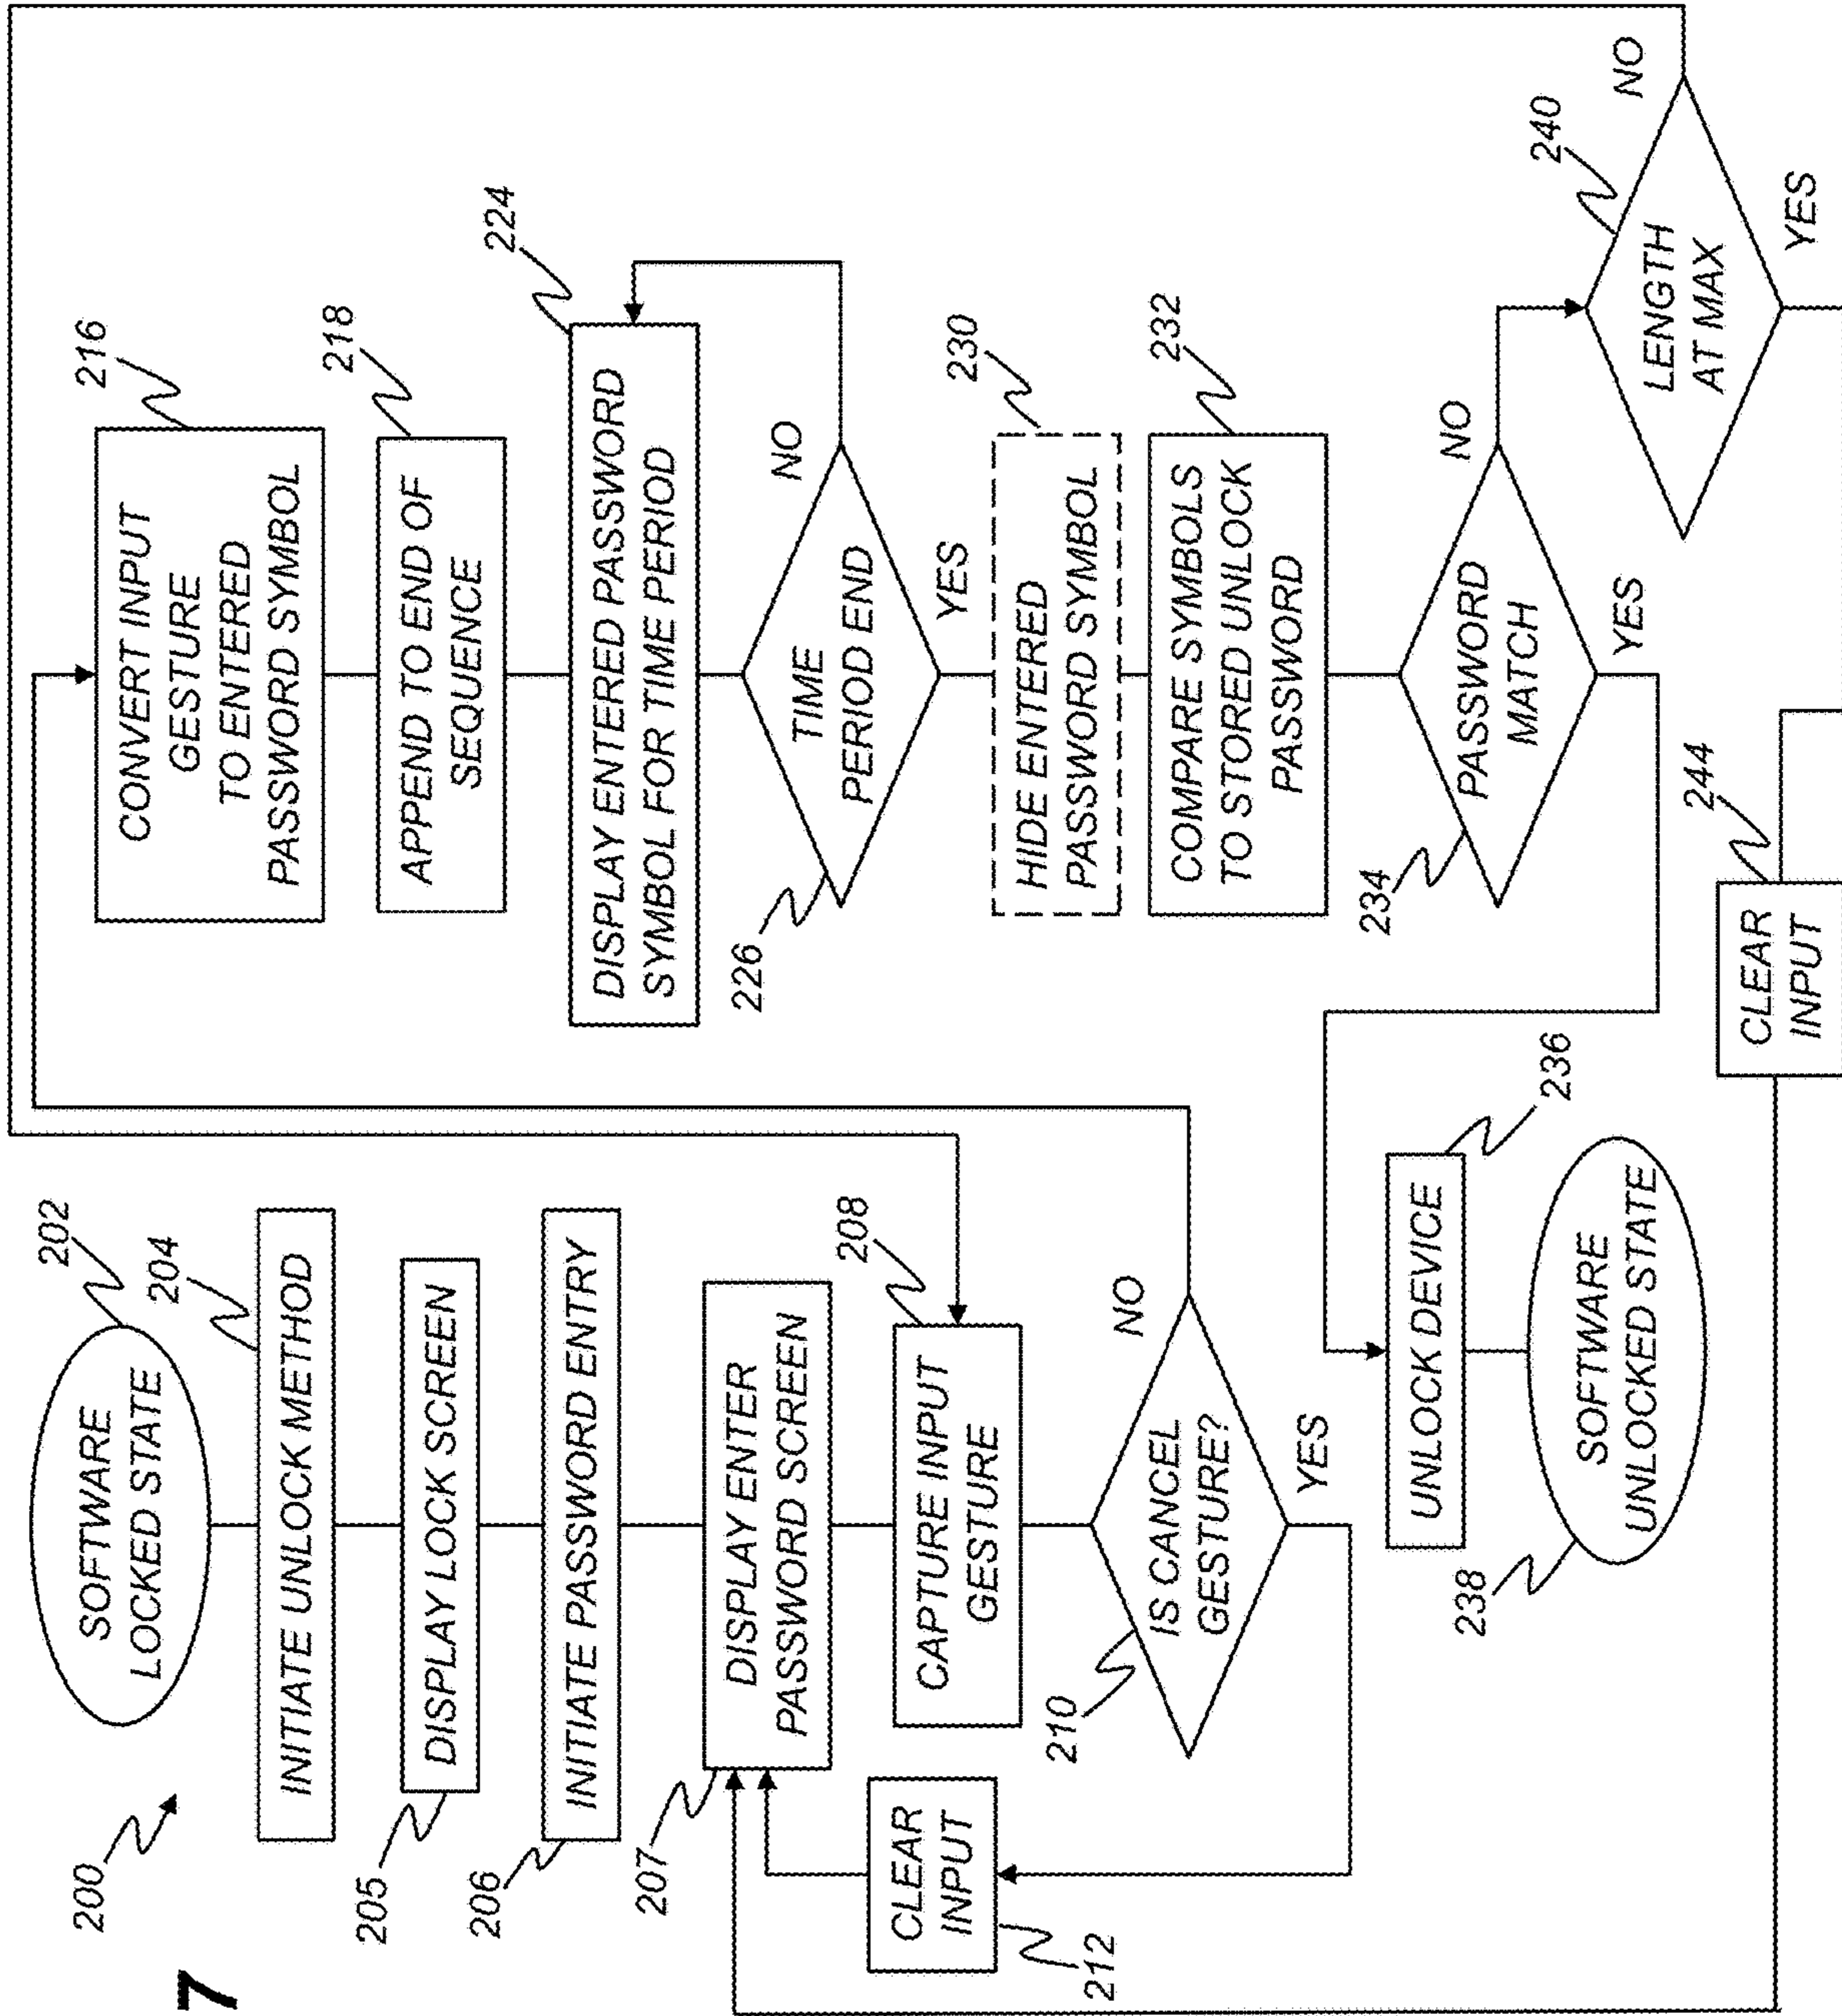 7
200
SOFTWARE
LOCKED STATE
202
INITIATE UNLOCK METHOD
204
DISPLAY LOCK SCREEN
205
INITIATE PASSWORD ENTRY
206
DISPLAY ENTER
PASSWORD SCREEN
207
CAPTURE INPUT
GESTURE
208
IS CANCEL
GESTURE?
210
NO
YES
CLEAR
INPUT
212
CONVERT INPUT
GESTURE
TO ENTERED
PASSWORD SYMBOL
216
APPEND TO END OF
SEQUENCE
218
DISPLAY ENTERED PASSWORD
SYMBOL FOR TIME PERIOD
224
TIME
PERIOD END
226
NO
YES
HIDE ENTERED
PASSWORD SYMBOL
230
COMPARE SYMBOLS
TO STORED UNLOCK
PASSWORD
232
PASSWORD
MATCH
234
NO
YES
UNLOCK DEVICE
236
SOFTWARE
UNLOCKED STATE
238
LENGTH
AT MAX
240
NO
YES
CLEAR
INPUT
244